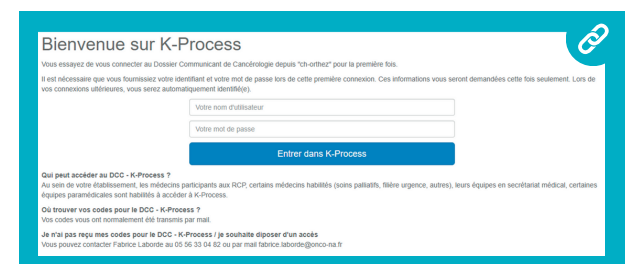 Bienvenue sur K-Process
Vous essayez de vous connecter au Dossier Communicant de Cancérologie depuis "ch-orthez" pour la première fois.
Il est nécessaire que vous fournissiez votre identifiant et votre mot de passe lors de cette première connexion. Ces informations vous seront demandées cette fois seulement. Lors de
vos connexions ultérieures, vous serez automatiquement identifié(e).
Votre nom d'utilisateur
Votre mot de passe
Entrer dans K-Process
Qui peut accéder au DCC - K-Process ?
Au sein de votre établissement, les médecins participants aux RCP, certains médecins habilités (soins palliatifs, filière urgence, autres), leurs équipes en secrétariat médical, certaines
équipes paramédicales sont habilités à accéder à K-Process.
Où trouver vos codes pour le DCC - K-Process ?
Vos codes vous ont normalement été transmis par mail.
Je n'ai pas reçu mes codes pour le DCC - K-Process / je souhaite diposer d'un accès
Vous pouvez contacter Fabrice Laborde au 05 56 33 04 82 ou par mail fabrice.laborde@onco-na.fr